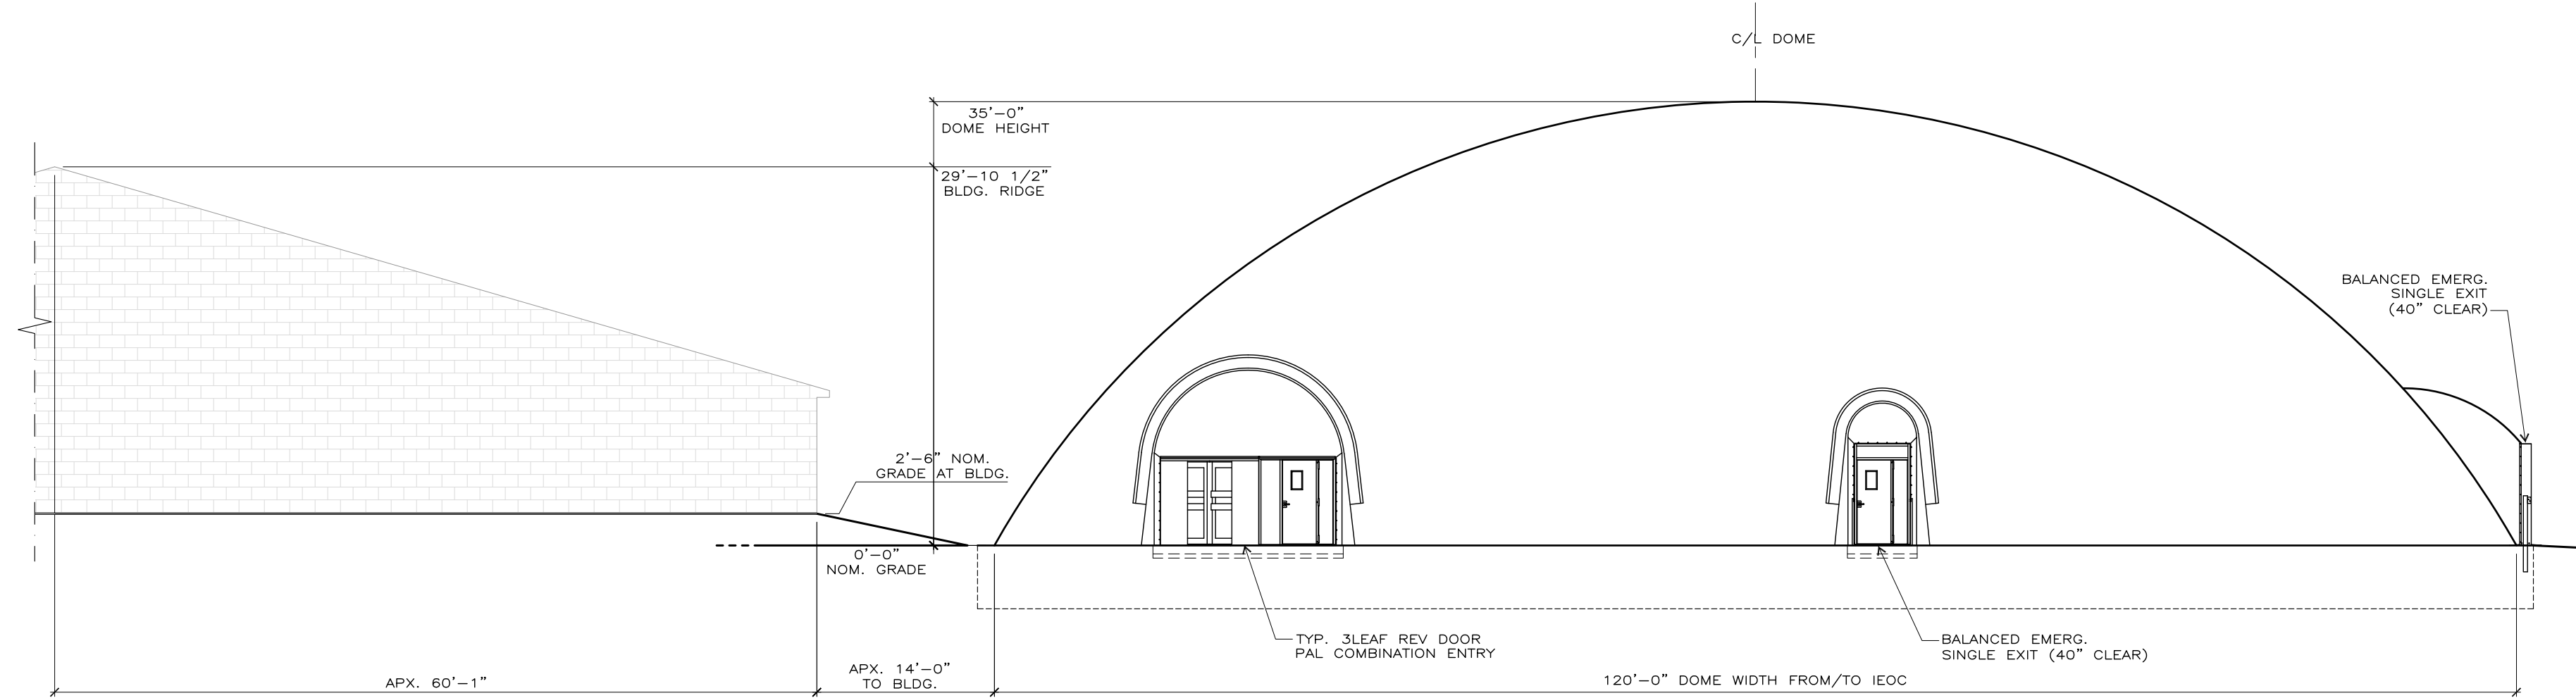 C/L DOME
35'-0"
DOME HEIGHT
29'-10 1/2"
BLDG. RIDGE
BALANCED EMERG.
SINGLE EXIT
(40" CLEAR)
2'-6" NOM.
GRADE AT BLDG.
0'-0"
NOM. GRADE
TYP. 3LEAF REV DOOR
PAL COMBINATION ENTRY
BALANCED EMERG.
SINGLE EXIT (40" CLEAR)
APX. 60'-1"
APX. 14'-0"
TO BLDG.
120'-0" DOME WIDTH FROM/TO IEOC